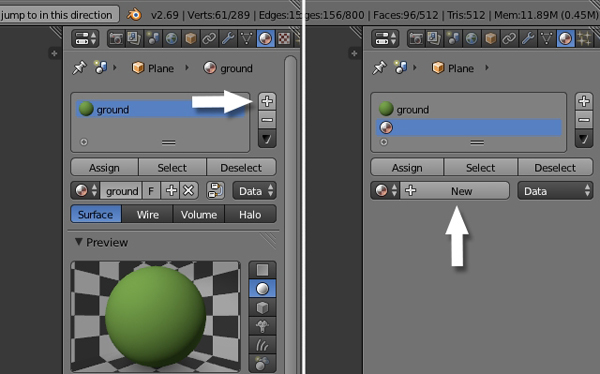 jump to in this direction
v2.69 | Verts:61/289 | Edges:15
ges:156/800 | Faces:96/512 | Tris:512 | Mem:11.89M (0.45M)
Plane
ground
ground
Assign Select Deselect
ground F Data
Surface Wire Volume Halo
Preview
Plane
ground
Assign Select Deselect
New Data